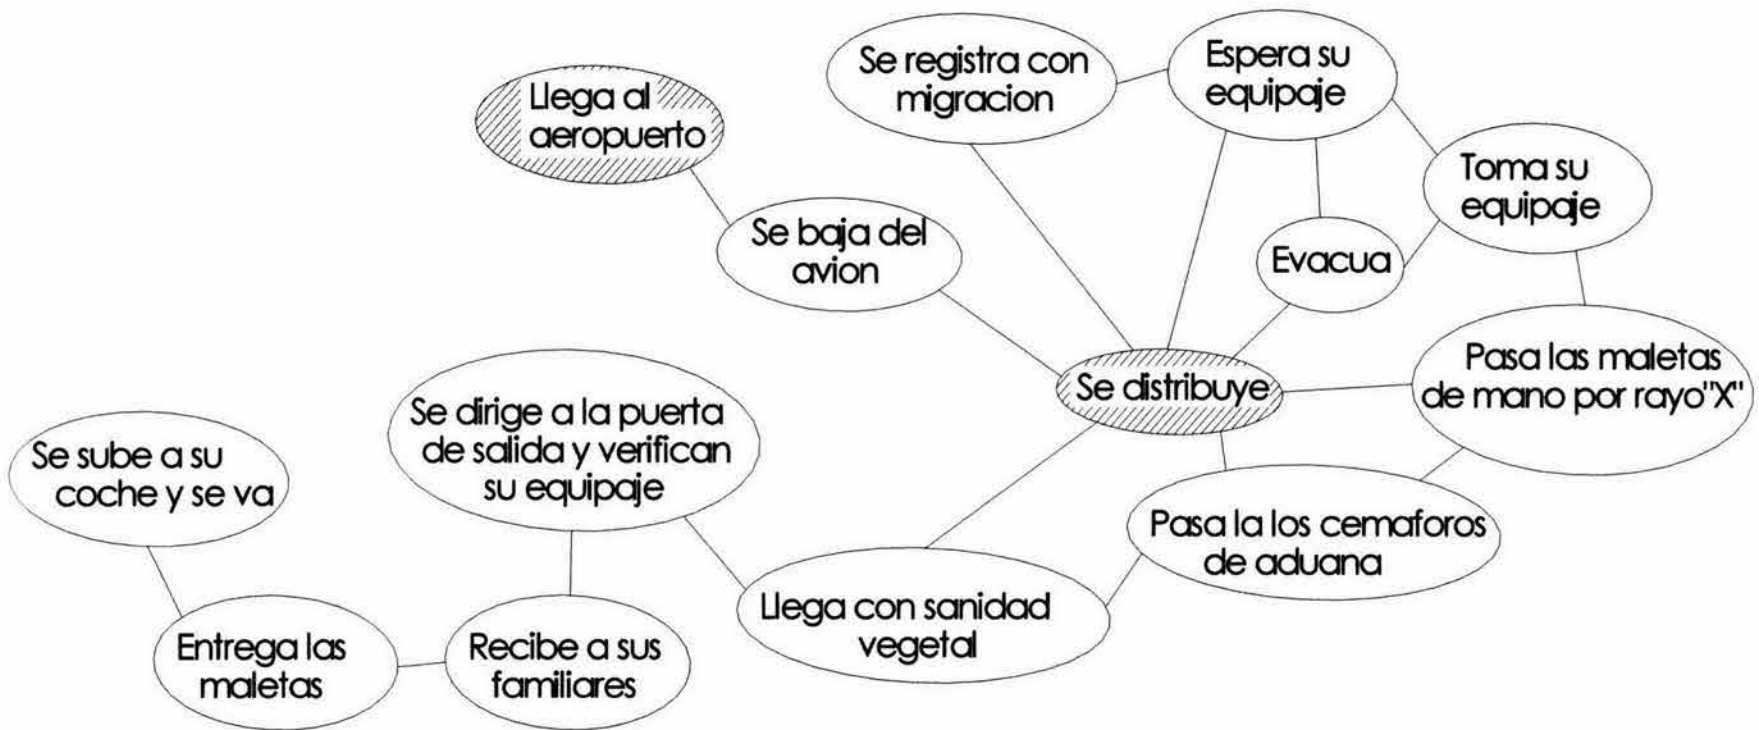 Llega al
aeropuerto
Se baja del
avion
Se registra con
migracion
Espera su
equipaje
Toma su
equipaje
Evacua
Se distribuye
Pasa las maletas
de mano por rayo"X"
Pasa la los cemaforos
de aduana
Llega con sanidad
vegetal
Se dirige a la puerta
de salida y verifican
su equipaje
Recibe a sus
familiares
Entrega las
maletas
Se sube a su
coche y se va